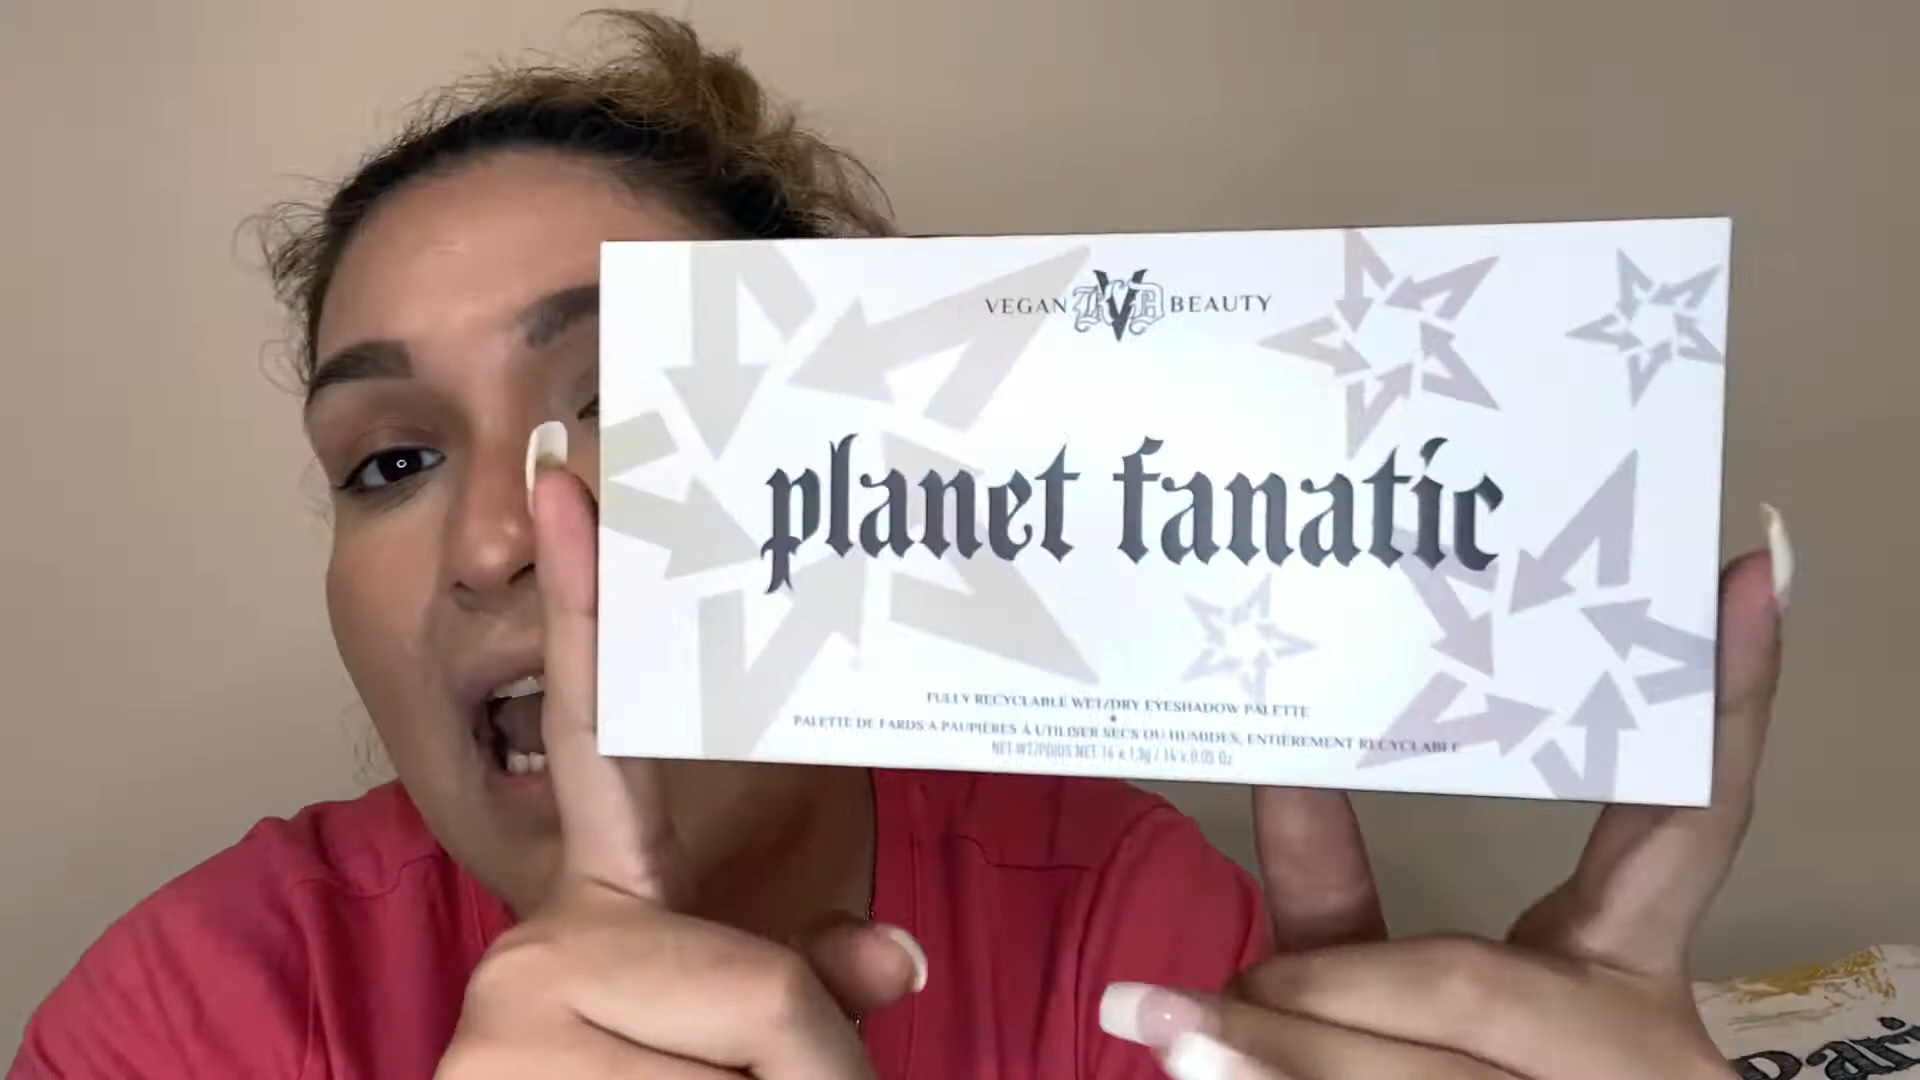 VEGAN KVD BEAUTY
planet fanatic
FULLY RECYCLABLE WET/DRY EYESHADOW PALETTE
PALETTE DE FARDS À PAUPIÈRES À UTILISER SECS OU HUMIDES, ENTIÈREMENT RECYCLABLE
NET WT/POIDS NET 14 x 1.3g / 14 x 0.05 Oz
Pari